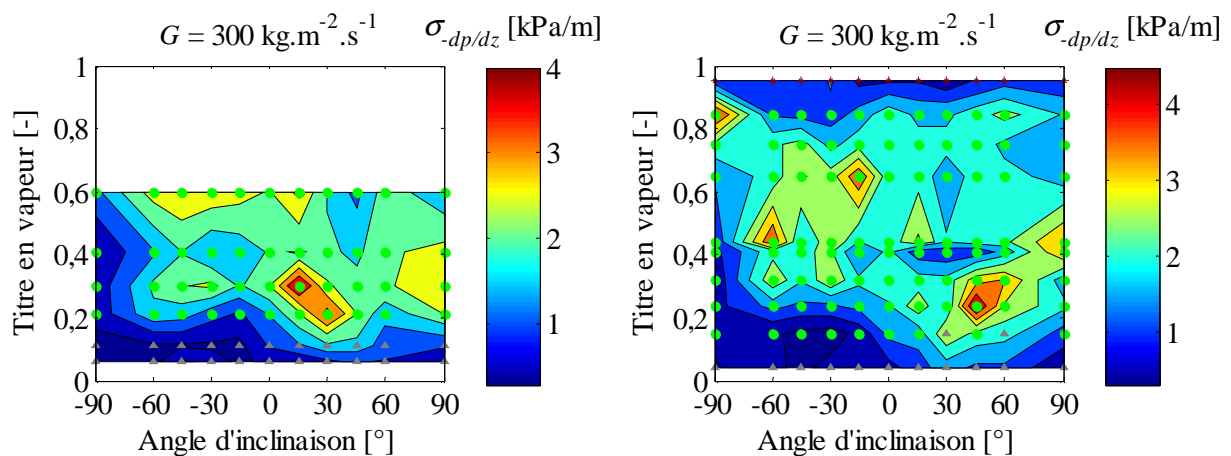 G = 300 kg.m-2.s-1 σ-dp/dz [kPa/m]
Titre en vapeur [-]
1
0,8
0,6
0,4
0,2
0
-90 -60 -30 0 30 60 90
Angle d'inclinaison [°]
4
3
2
1
G = 300 kg.m-2.s-1 σ-dp/dz [kPa/m]
Titre en vapeur [-]
1
0,8
0,6
0,4
0,2
0
-90 -60 -30 0 30 60 90
Angle d'inclinaison [°]
4
3
2
1